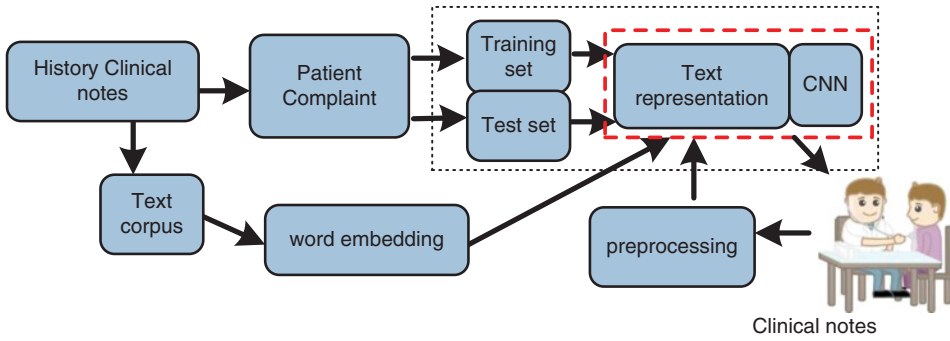 History Clinical
notes
Patient
Complaint
Training
set
Test set
Text
representation
CNN
Text
corpus
word embedding
preprocessing
Clinical notes